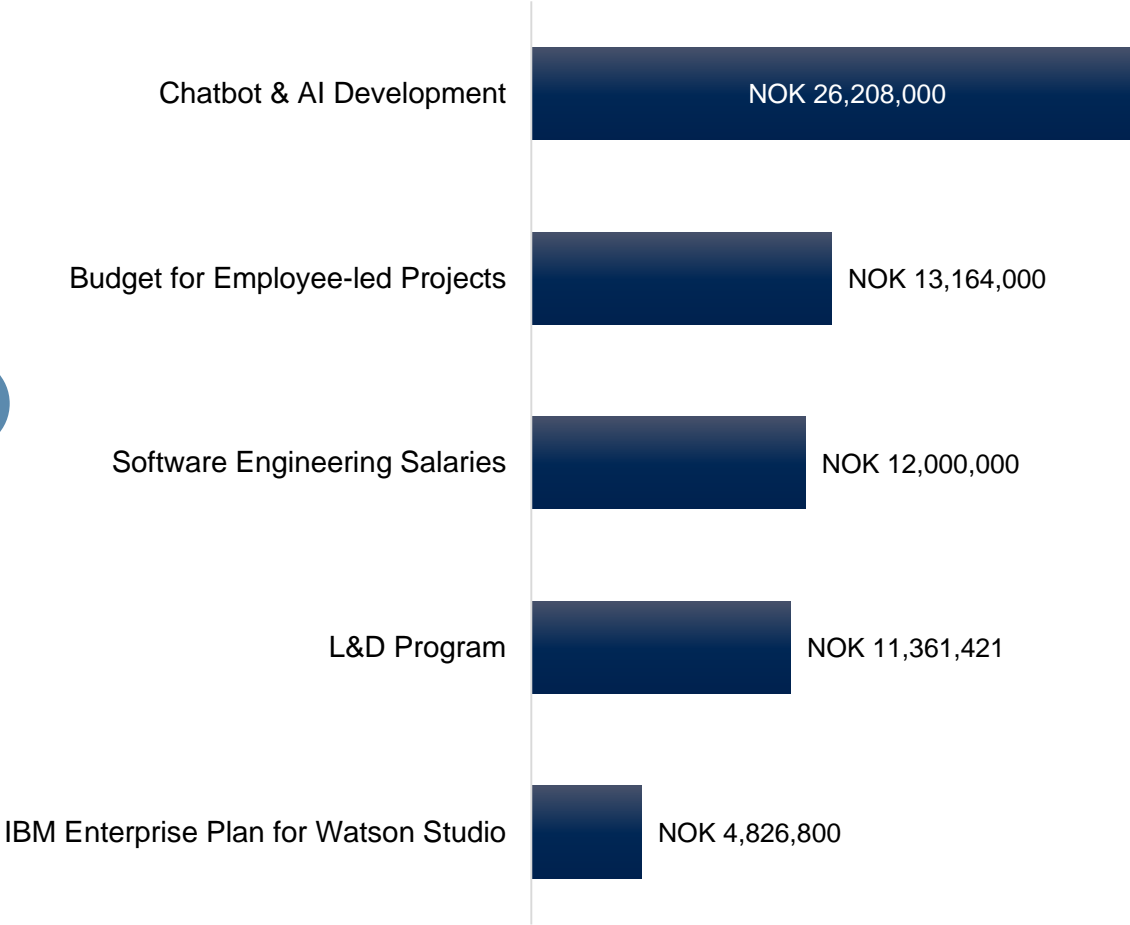 Chatbot & AI Development
NOK 26,208,000
Budget for Employee-led Projects
NOK 13,164,000
Software Engineering Salaries
NOK 12,000,000
L&D Program
NOK 11,361,421
IBM Enterprise Plan for Watson Studio
NOK 4,826,800